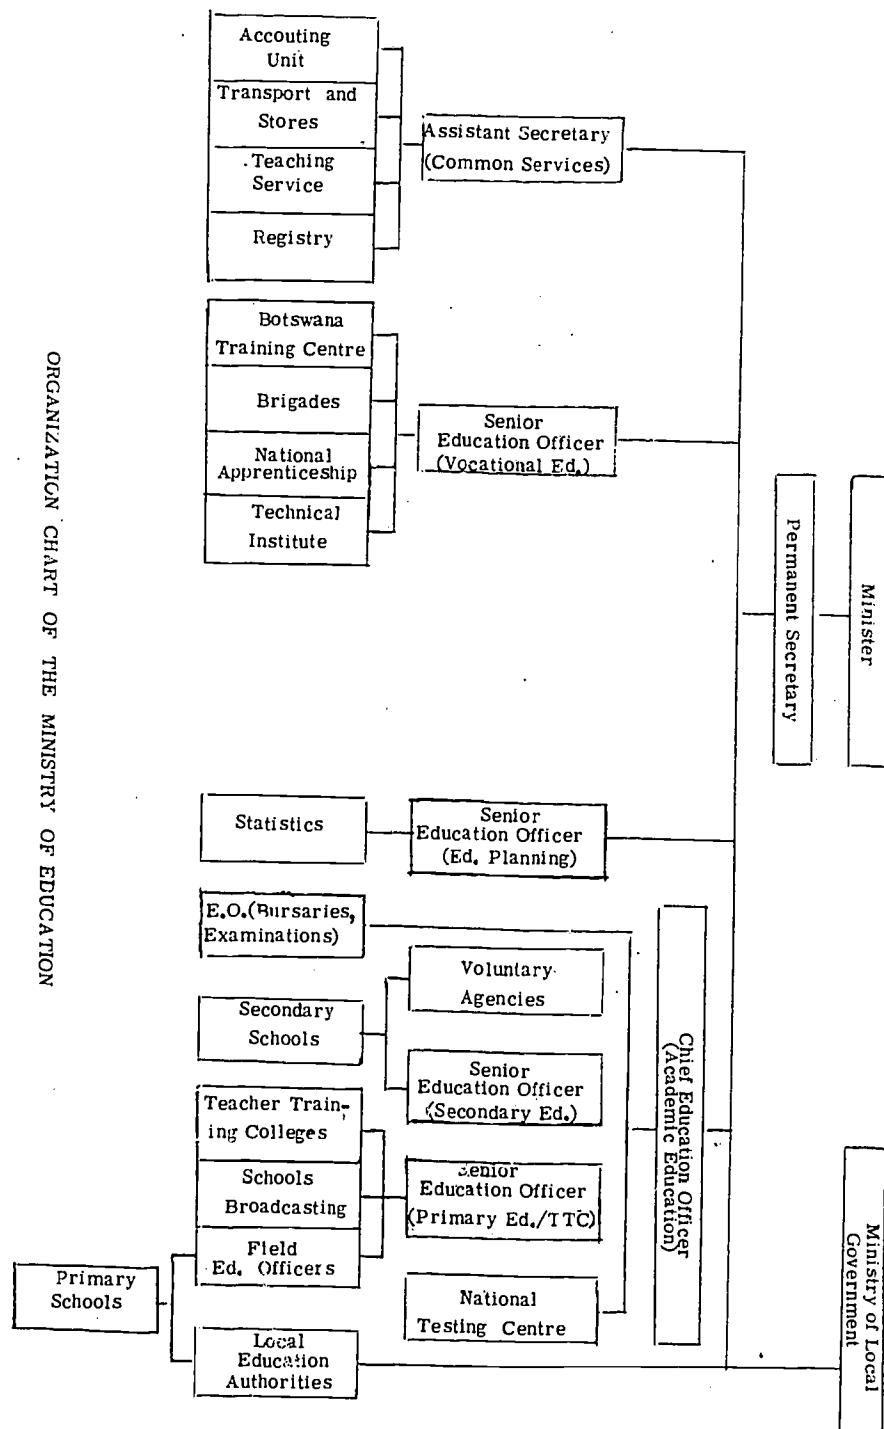 Accouting
Unit
Transport and
Stores
Teaching
Service
Registry
Assistant Secretary
(Common Services)
Botswana
Training Centre
Brigades
National
Apprenticeship
Technical
Institute
Senior
Education Officer
(Vocational Ed.)
Minister
Permanent Secretary
ORGANIZATION CHART OF THE MINISTRY OF EDUCATION
Statistics
Senior
Education Officer
(Ed. Planning)
E.O.(Bursaries,
Examinations)
Voluntary
Agencies
Secondary
Schools
Senior
Education Officer
(Secondary Ed.)
Chief Education Officer
(Academic Education)
Teacher Train-
ing Colleges
Schools
Broadcasting
Field
Ed. Officers
Senior
Education Officer
(Primary Ed./TTC)
National
Testing Centre
Primary
Schools
Local
Education
Authorities
Ministry of Local
Government